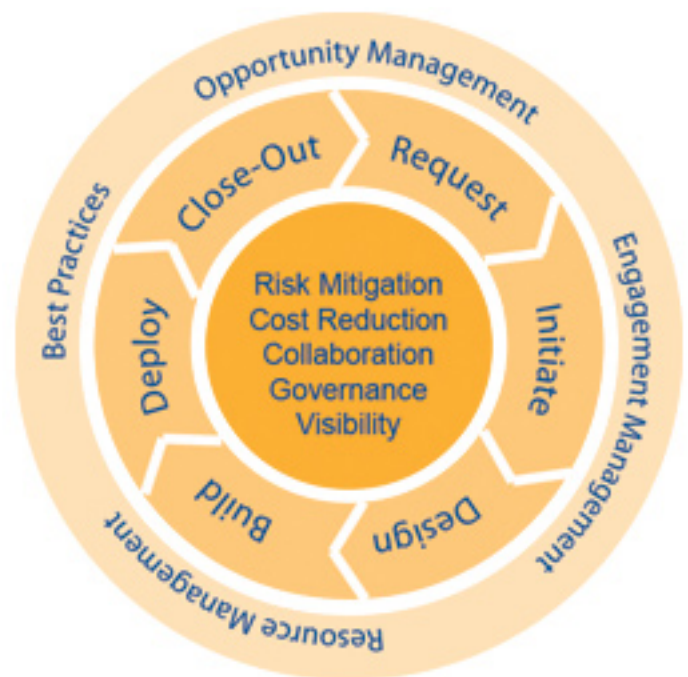 Opportunity Management
Engagement Management
Resource Management
Best Practices
Request
Initiate
Design
Build
Deploy
Close-Out
Risk Mitigation
Cost Reduction
Collaboration
Governance
Visibility